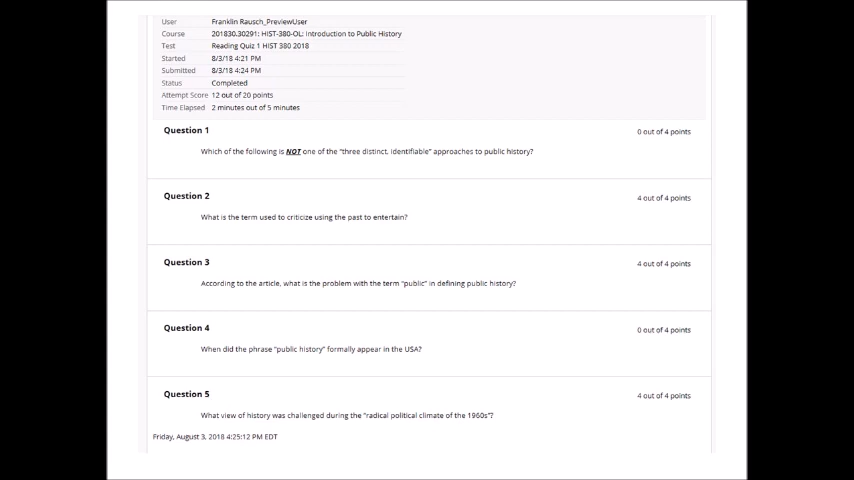 User Franklin Rausch_PreviewUser
Course 201830.30291: HIST-380-OL: Introduction to Public History
Test Reading Quiz 1 HIST 380 2018
Started 8/3/18 4:21 PM
Submitted 8/3/18 4:24 PM
Status Completed
Attempt Score 12 out of 20 points
Time Elapsed 2 minutes out of 5 minutes
Question 1 0 out of 4 points
Which of the following is NOT one of the "three distinct, identifiable" approaches to public history?
Question 2 4 out of 4 points
What is the term used to criticize using the past to entertain?
Question 3 4 out of 4 points
According to the article, what is the problem with the term "public" in defining public history?
Question 4 0 out of 4 points
When did the phrase "public history" formally appear in the USA?
Question 5 4 out of 4 points
What view of history was challenged during the "radical political climate of the 1960s"?
Friday, August 3, 2018 4:25:12 PM EDT